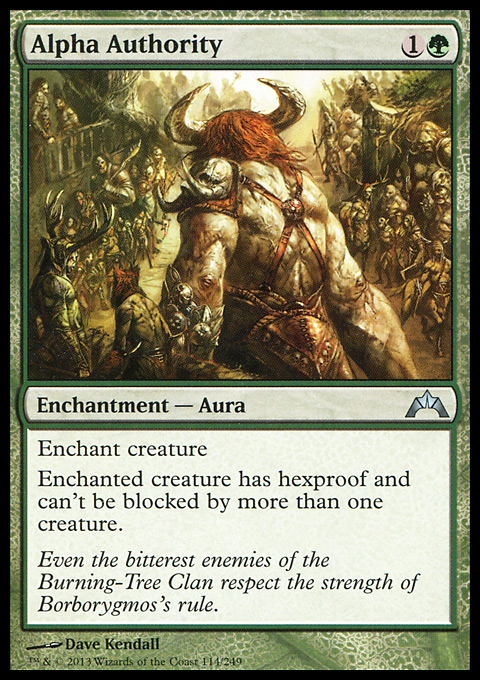 Alpha Authority 1
Enchantment — Aura
Enchant creature
Enchanted creature has hexproof and
can't be blocked by more than one
creature.
Even the bitterest enemies of the
Burning-Tree Clan respect the strength of
Borborygmos's rule.
Dave Kendall
™ & © 2013 Wizards of the Coast 114/249